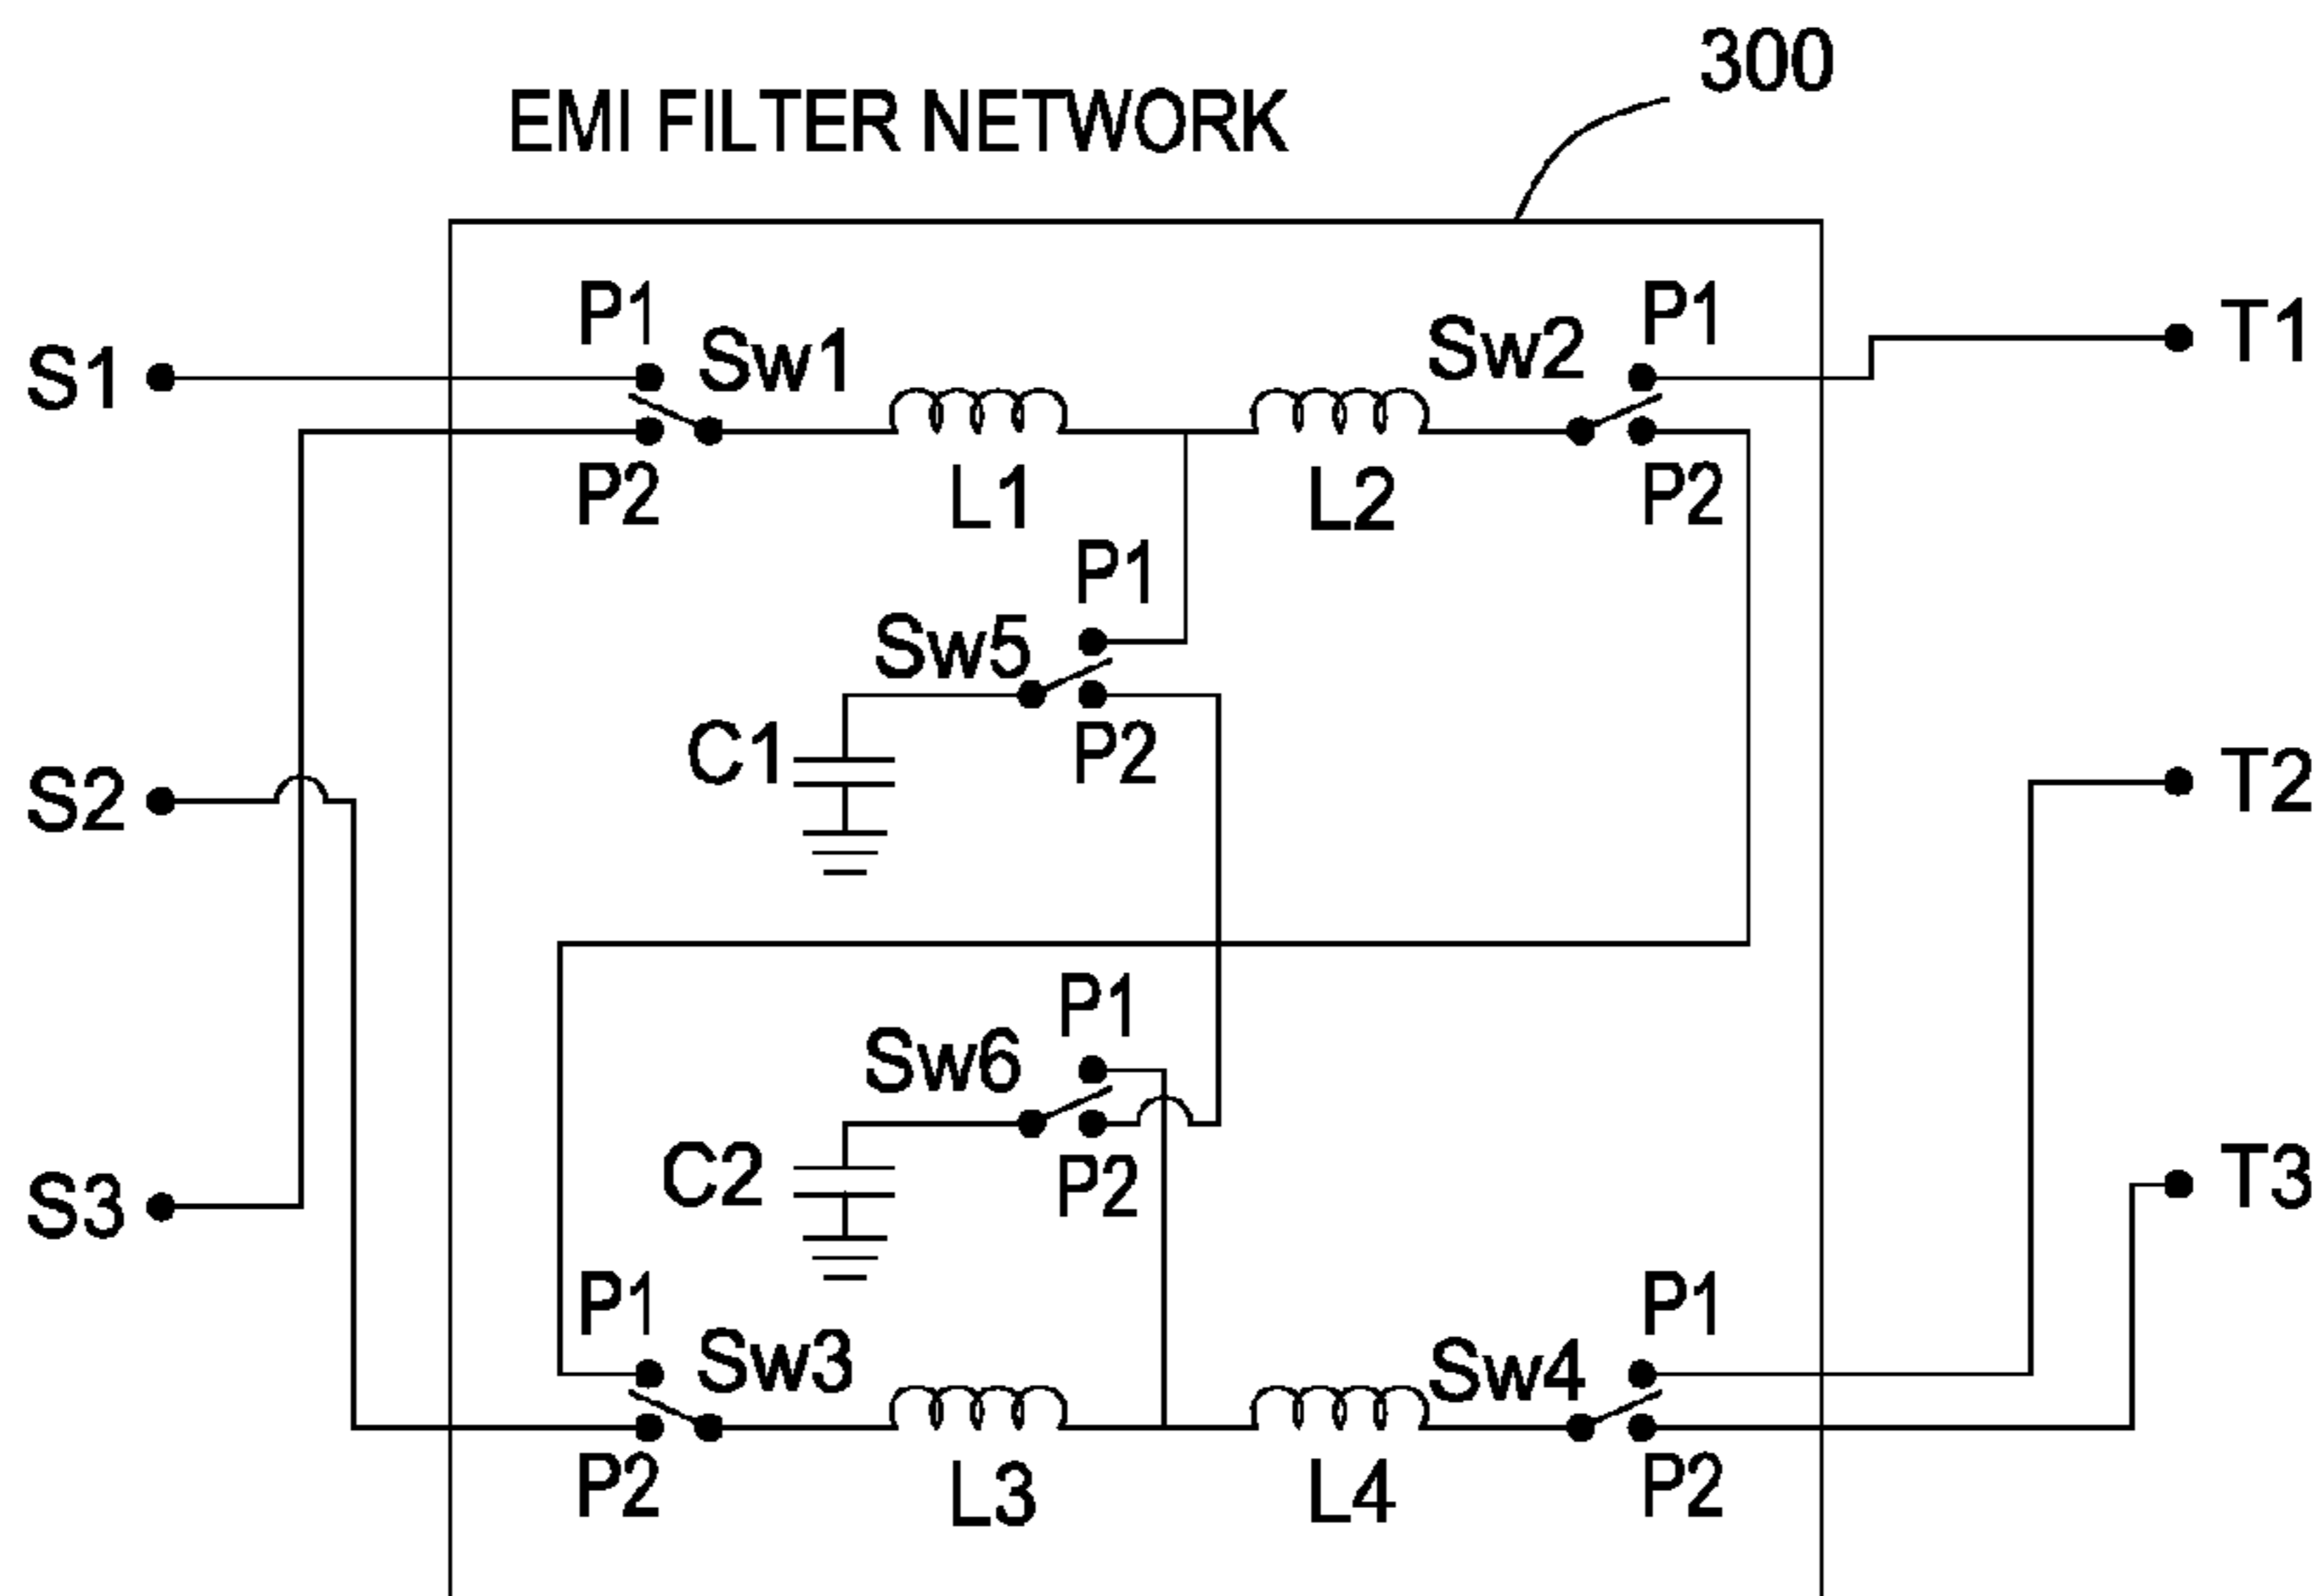 300
EMI FILTER NETWORK
P1
P1
T1
Sw1
Sw2
S1
P2
L1
L2
P2
P1
Sw5
C1
P2
S2
T2
P1
Sw6
C2
P2
S3
T3
P1
P1
Sw3
Sw4
P2
L3
L4
P2